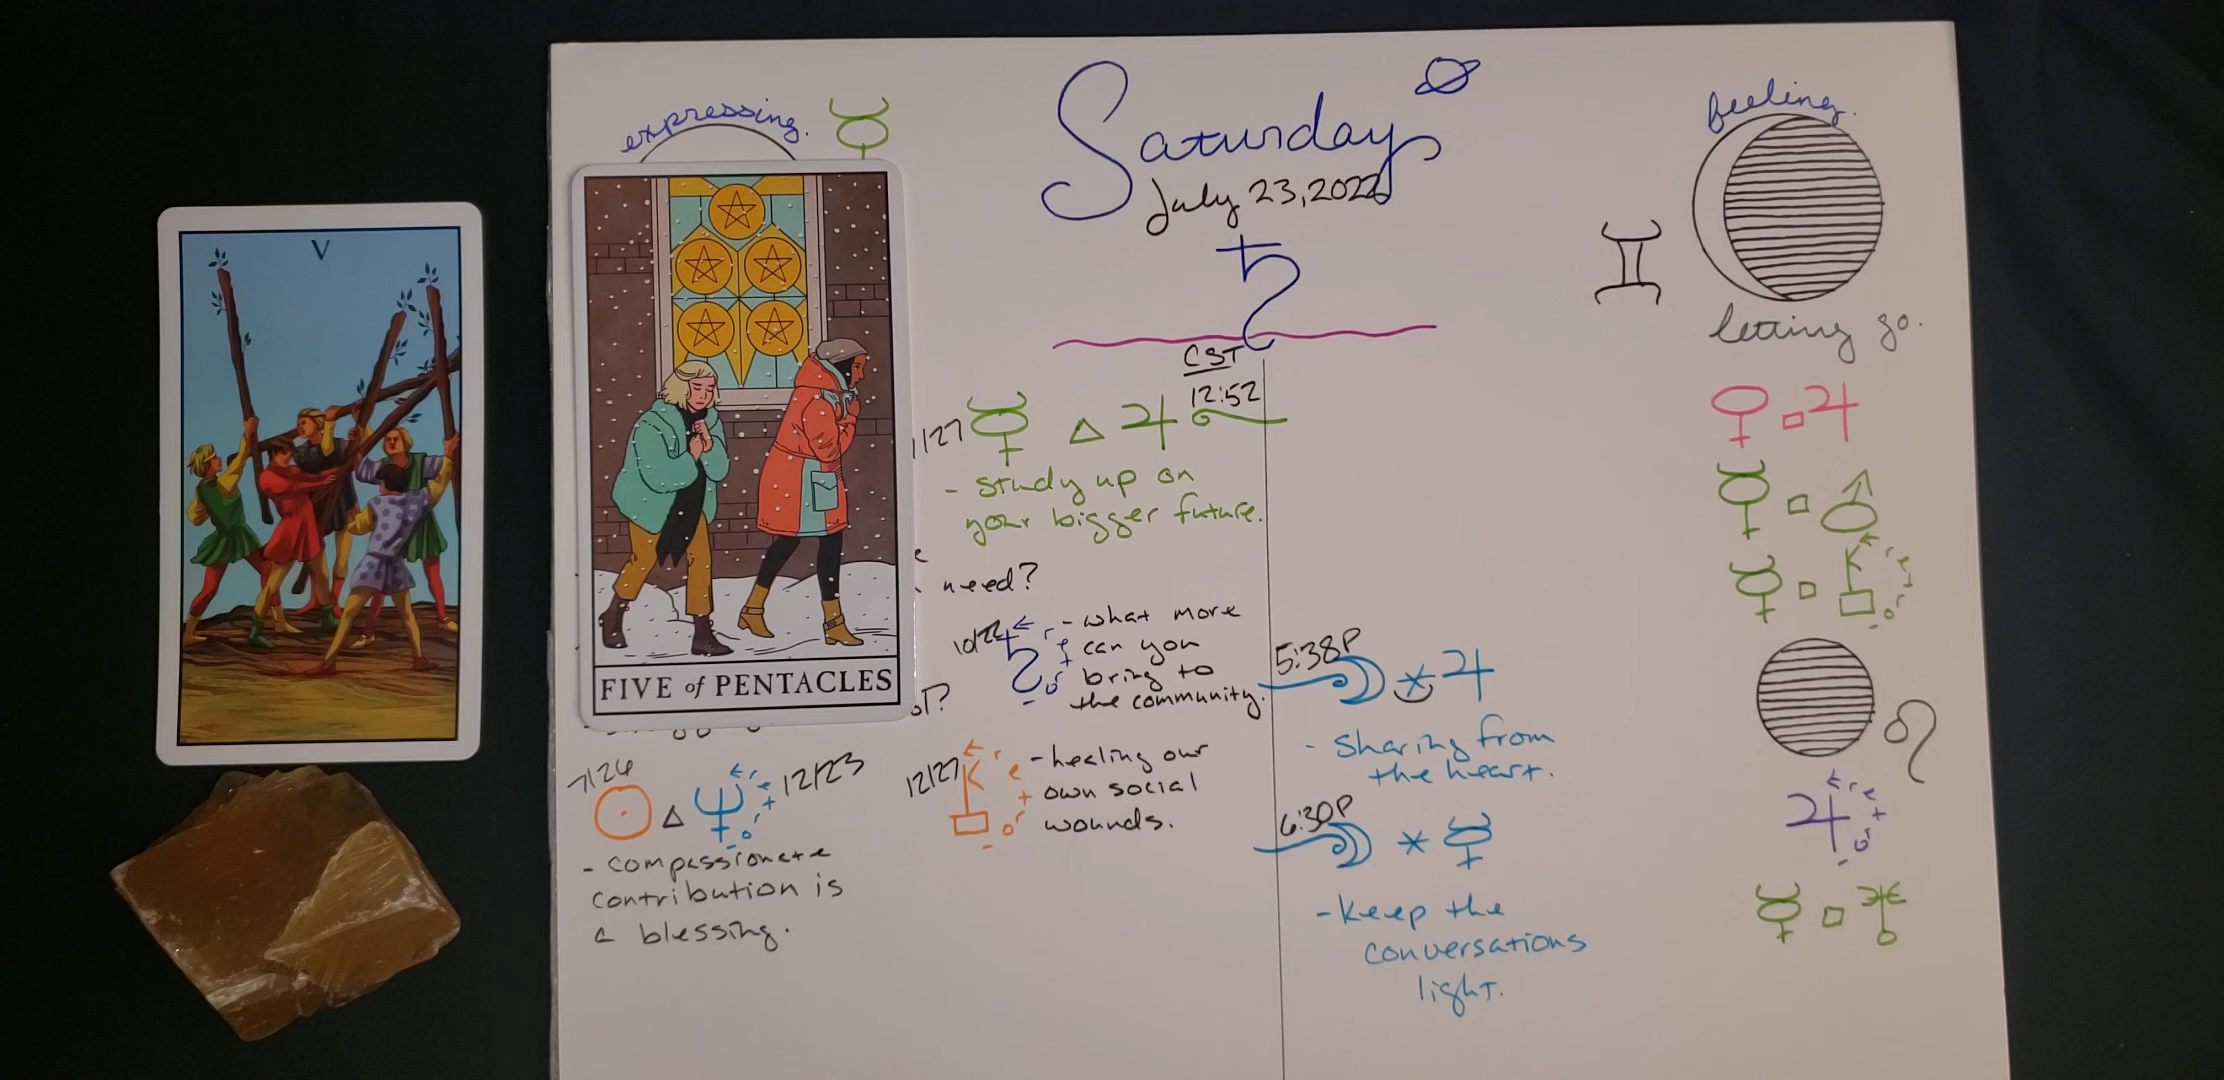 expressing.
Saturday
July 23, 2022
feeling.
letting go.
V
FIVE of PENTACLES
CST
12:52
1/27
- study up on
your bigger future.
need?
10/22
- what more
can you
bring to
the community.
7/26
12/23
- compassionate
contribution is
a blessing.
12/27
- healing our
own social
wounds.
5:38P
- sharing from
the heart.
6:30P
- keep the
conversations
light.